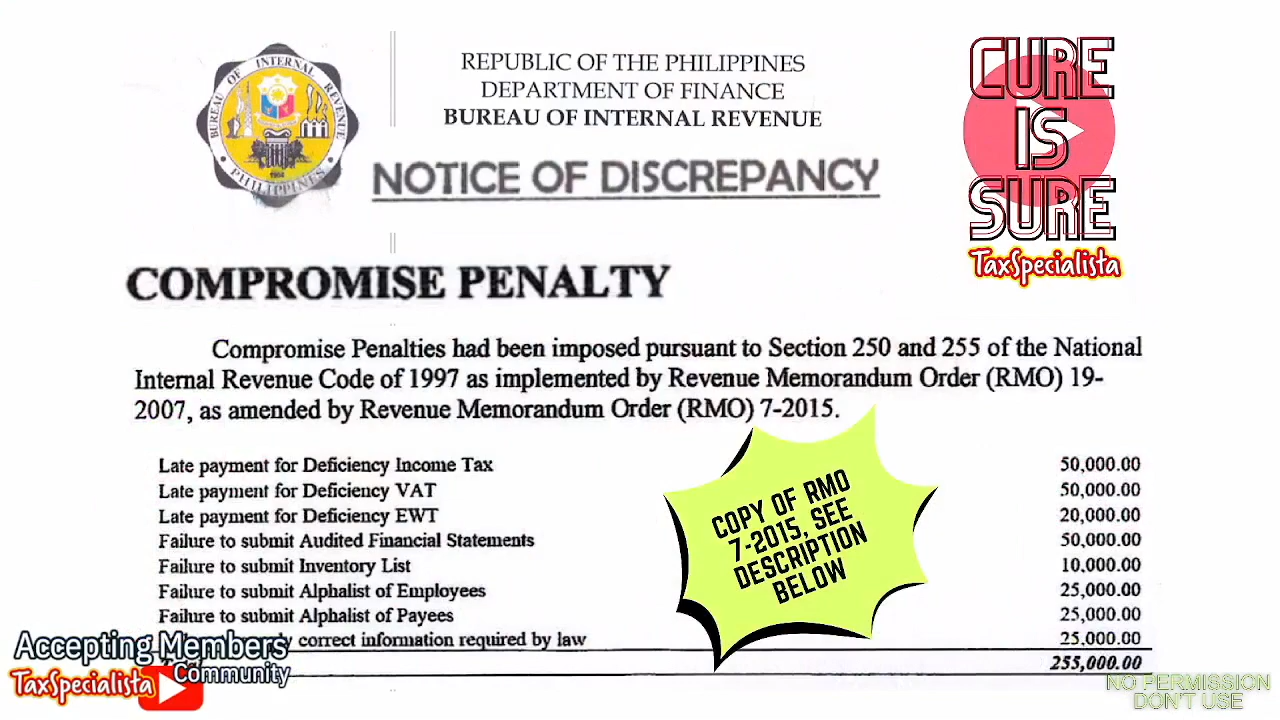 BUREAU OF INTERNAL REVENUE
PHILIPPINES
1904
REPUBLIC OF THE PHILIPPINES
DEPARTMENT OF FINANCE
BUREAU OF INTERNAL REVENUE
NOTICE OF DISCREPANCY
CURE
IS
SURE
TaxSpecialista
COMPROMISE PENALTY
Compromise Penalties had been imposed pursuant to Section 250 and 255 of the National
Internal Revenue Code of 1997 as implemented by Revenue Memorandum Order (RMO) 19-
2007, as amended by Revenue Memorandum Order (RMO) 7-2015.
Late payment for Deficiency Income Tax 50,000.00
Late payment for Deficiency VAT 50,000.00
Late payment for Deficiency EWT 20,000.00
Failure to submit Audited Financial Statements 50,000.00
Failure to submit Inventory List 10,000.00
Failure to submit Alphalist of Employees 25,000.00
Failure to submit Alphalist of Payees 25,000.00
correct information required by law 25,000.00
255,000.00
COPY OF RMO
7-2015, SEE
DESCRIPTION
BELOW
Accepting Members
Community
TaxSpecialista
NO PERMISSION
DON'T USE